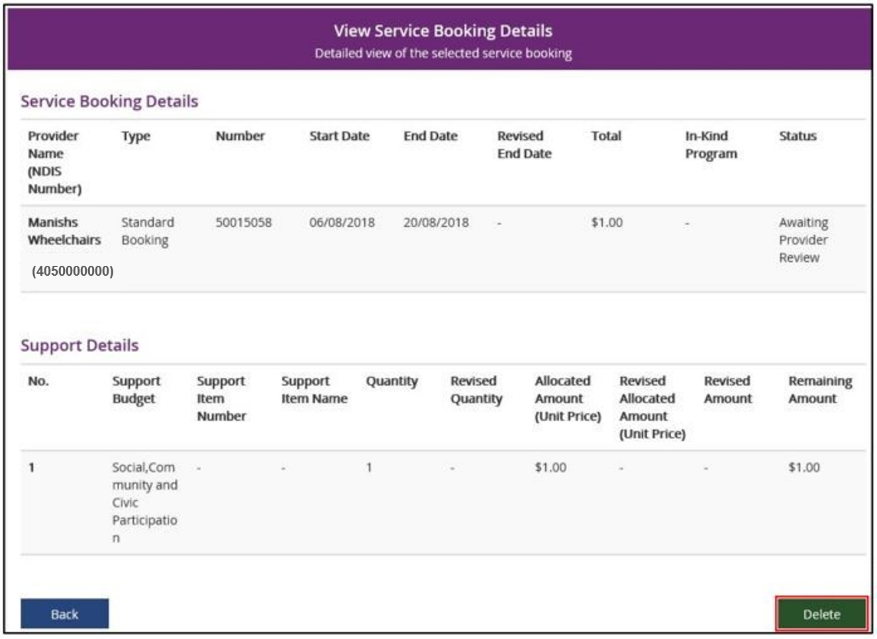 View Service Booking Details
Detailed view of the selected service booking
Service Booking Details
Provider Name (NDIS Number) Type Number Start Date End Date Revised End Date Total In-Kind Program Status
Manishs Wheelchairs (4050000000) Standard Booking 50015058 06/08/2018 20/08/2018 - $1.00 - Awaiting Provider Review
Support Details
No. Support Budget Support Item Number Support Item Name Quantity Revised Quantity Allocated Amount (Unit Price) Revised Allocated Amount (Unit Price) Revised Amount Remaining Amount
1 Social,Community and Civic Participation - - 1 - $1.00 - - $1.00
Back Delete